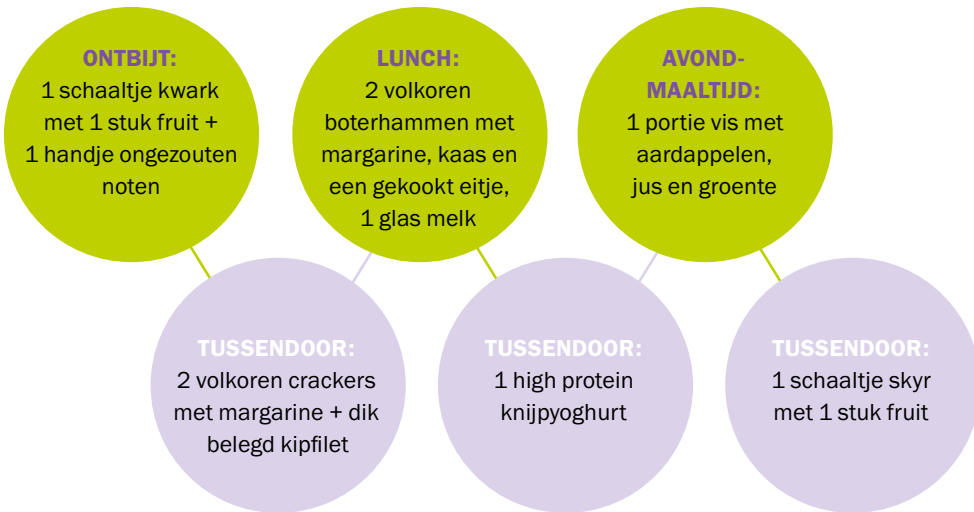 ONTBIJT:
1 schaaltje kwark
met 1 stuk fruit +
1 handje ongezouten
noten
TUSSENDOOR:
2 volkoren crackers
met margarine + dik
belegd kipfilet
LUNCH:
2 volkoren
boterhammen met
margarine, kaas en
een gekookt eitje,
1 glas melk
TUSSENDOOR:
1 high protein
knijpyoghurt
AVOND-
MAALTIJD:
1 portie vis met
aardappelen,
jus en groente
TUSSENDOOR:
1 schaaltje skyr
met 1 stuk fruit